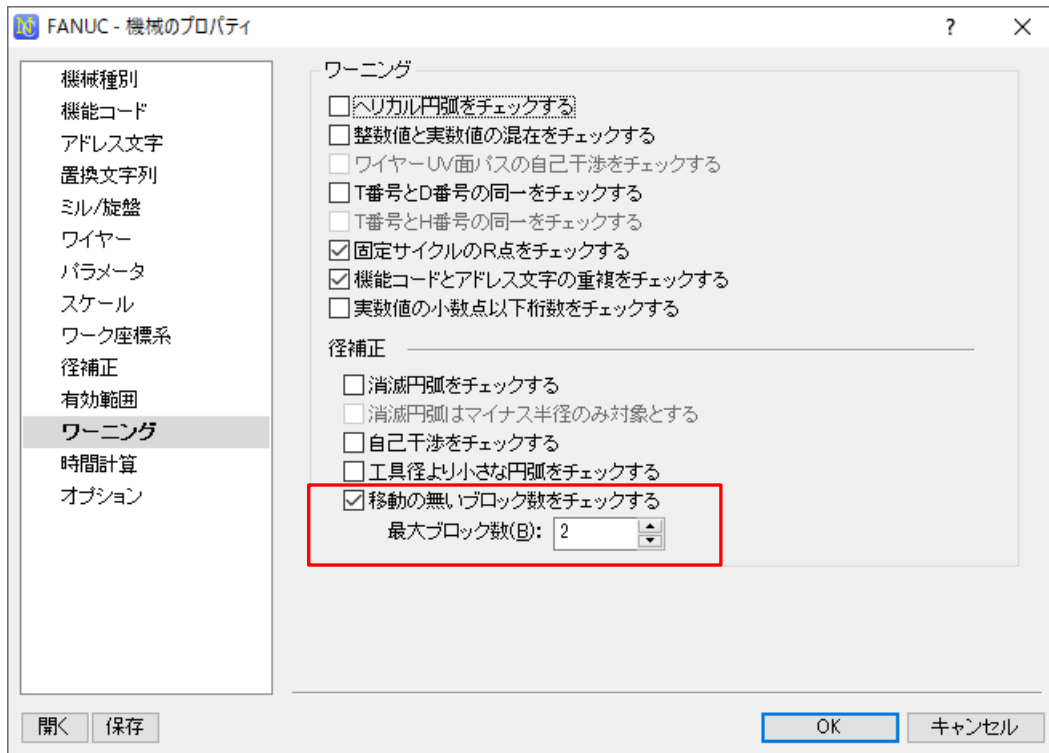 FANUC - 機械のプロパティ
?
機械種別
機能コード
アドレス文字
置換文字列
ミル/旋盤
ワイヤー
パラメータ
スケール
ワーク座標系
径補正
有効範囲
ワーニング
時間計算
オプション
ワーニング
ヘリカル円弧をチェックする
整数値と実数値の混在をチェックする
ワイヤーUV面パスの自己干渉をチェックする
T番号とD番号の同一をチェックする
T番号とH番号の同一をチェックする
固定サイクルのR点をチェックする
機能コードとアドレス文字の重複をチェックする
実数値の小数点以下桁数をチェックする
径補正
消滅円弧をチェックする
消滅円弧はマイナス半径のみ対象とする
自己干渉をチェックする
工具径より小さな円弧をチェックする
移動の無いブロック数をチェックする
最大ブロック数(B): 2
開く 保存 OK キャンセル